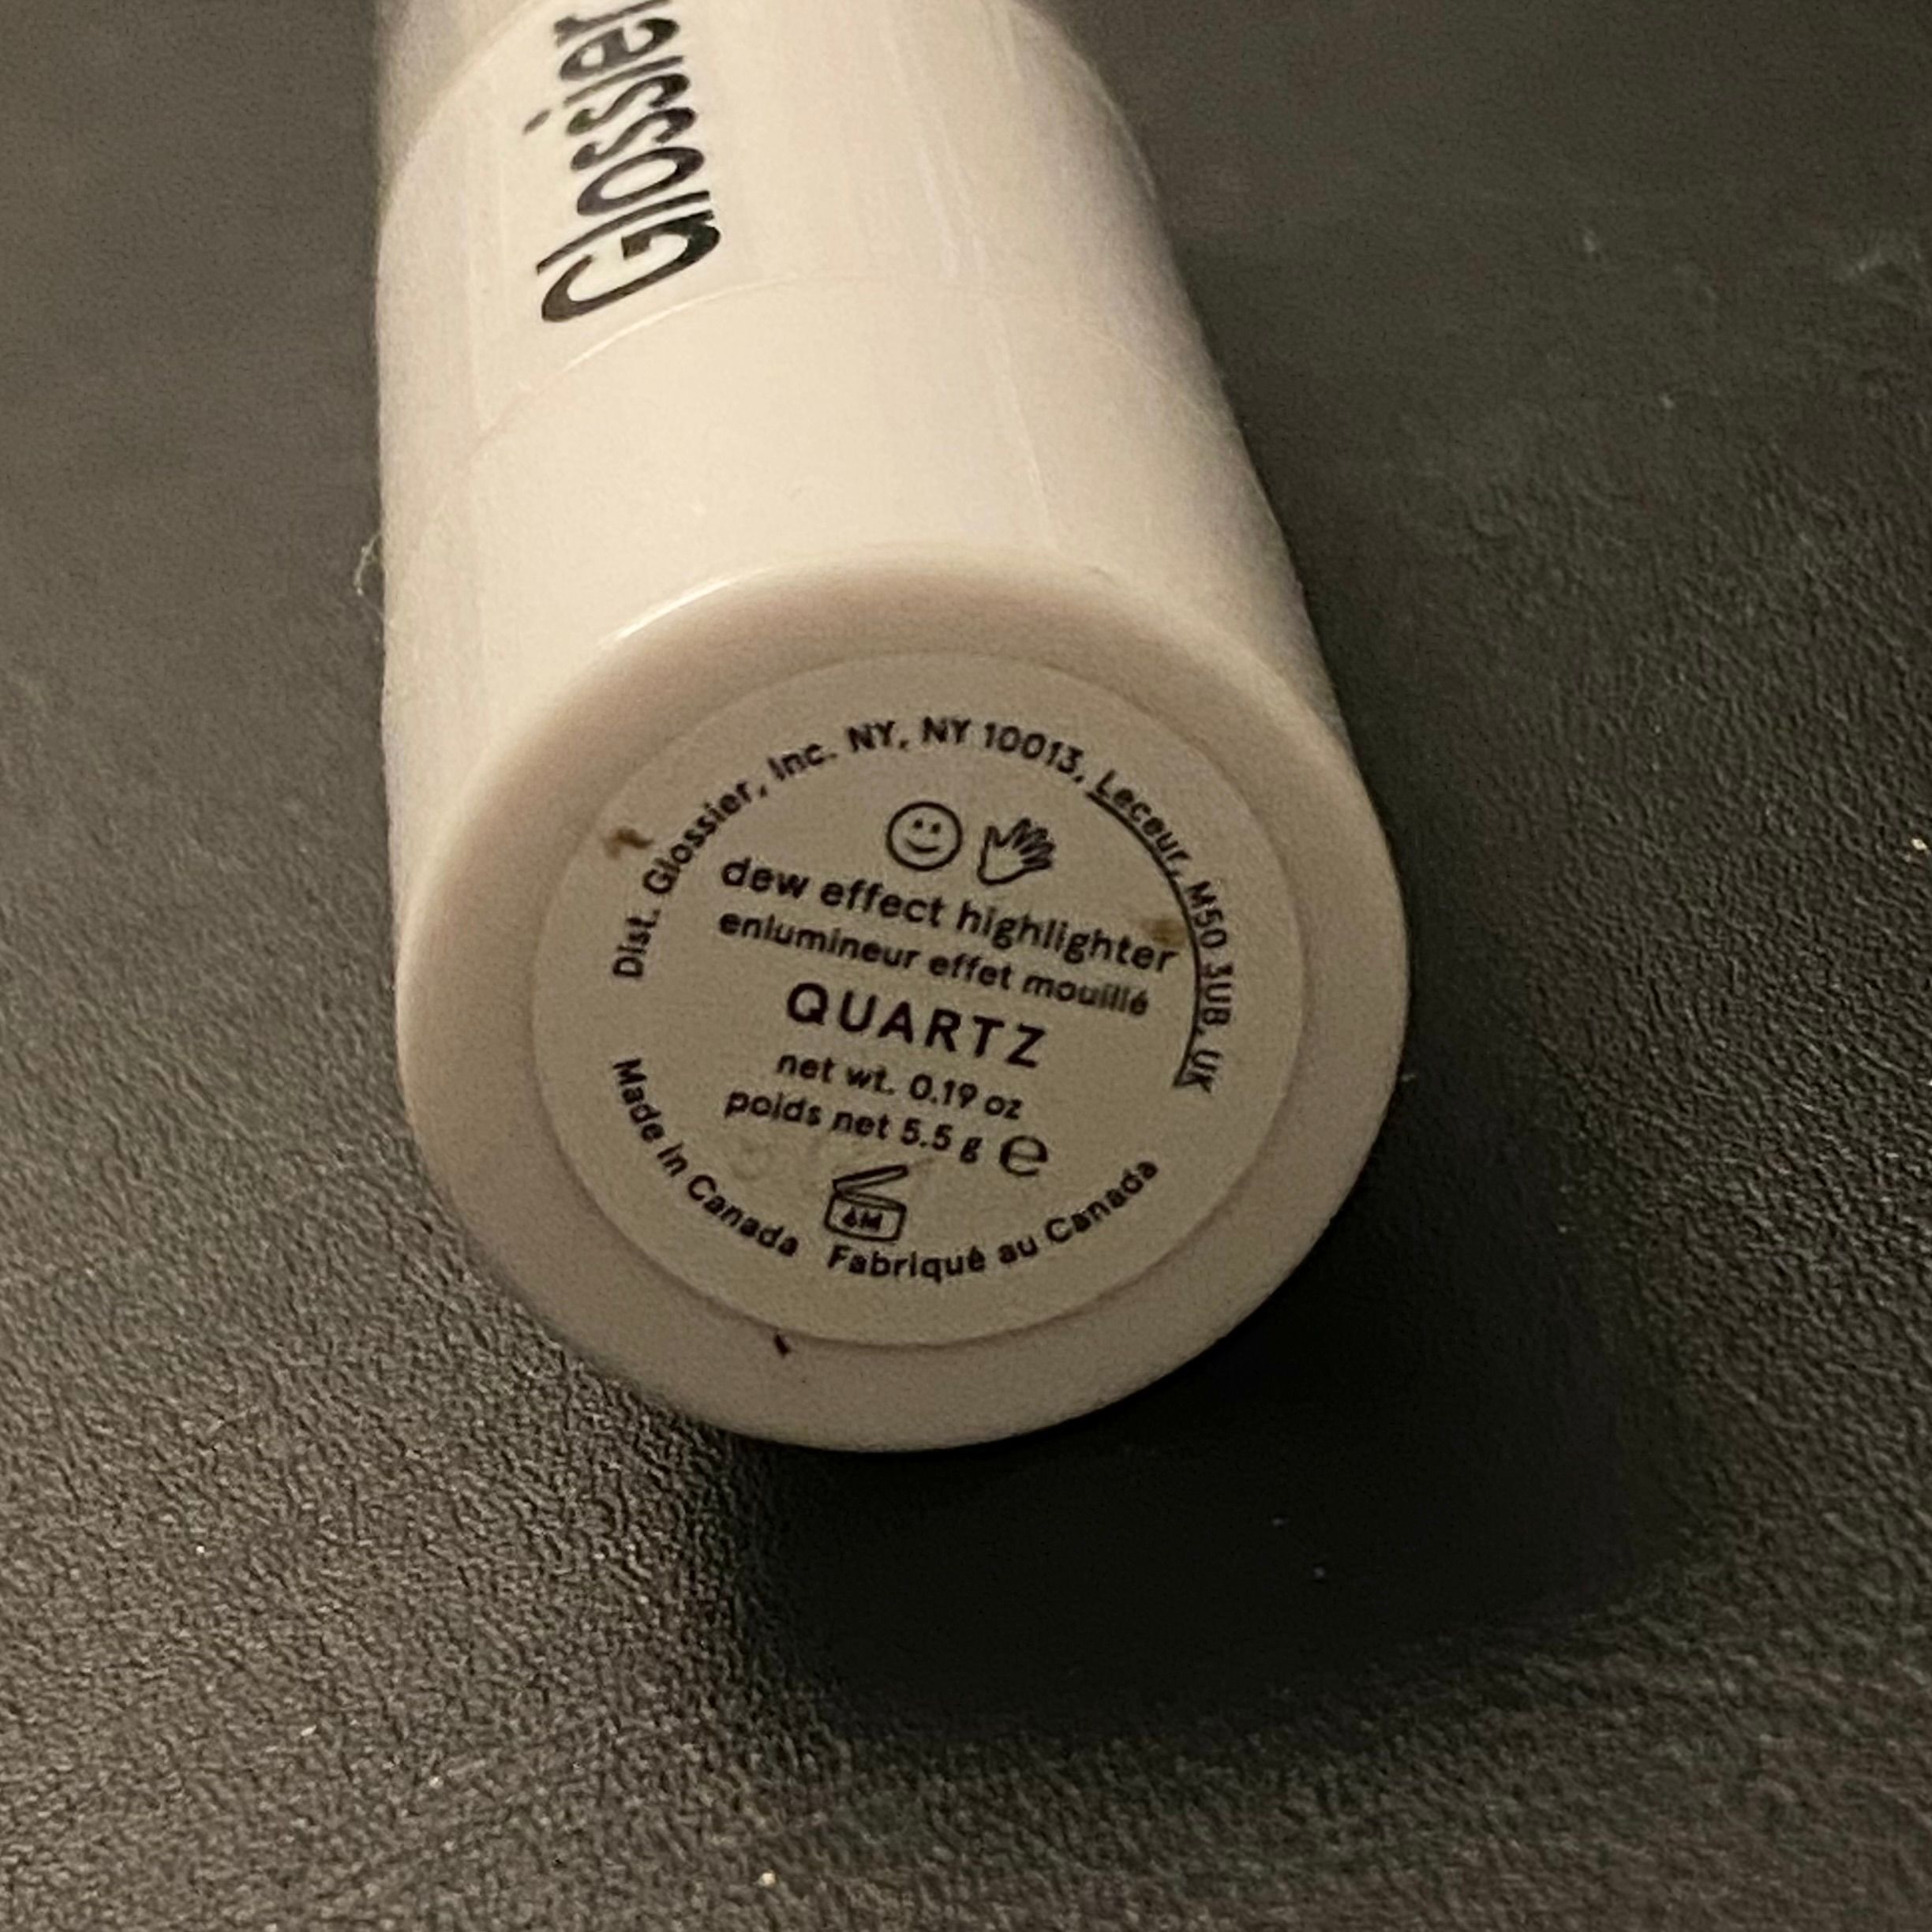 Glossier
Dist. Glossier, Inc. NY, NY 10013, Lecœur, M50 3UB, UK
dew effect highlighter
enlumineur effet mouillé
QUARTZ
net wt. 0.19 oz
poids net 5.5 g ℮
6M
Made in Canada Fabriqué au Canada